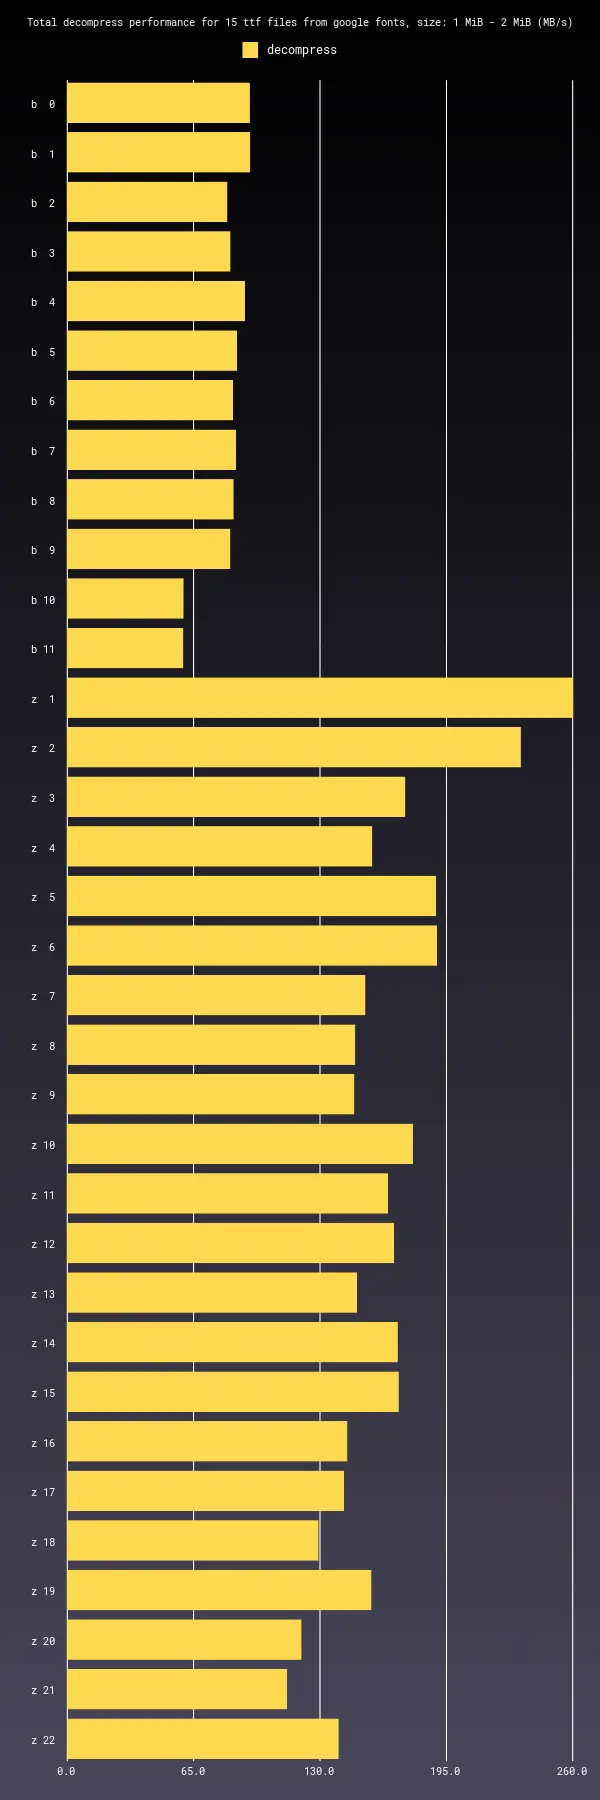 Total decompress performance for 15 ttf files from google fonts, size: 1 MiB - 2 MiB (MB/s)
decompress
b 0
b 1
b 2
b 3
b 4
b 5
b 6
b 7
b 8
b 9
b 10
b 11
z 1
z 2
z 3
z 4
z 5
z 6
z 7
z 8
z 9
z 10
z 11
z 12
z 13
z 14
z 15
z 16
z 17
z 18
z 19
z 20
z 21
z 22
0.0 65.0 130.0 195.0 260.0